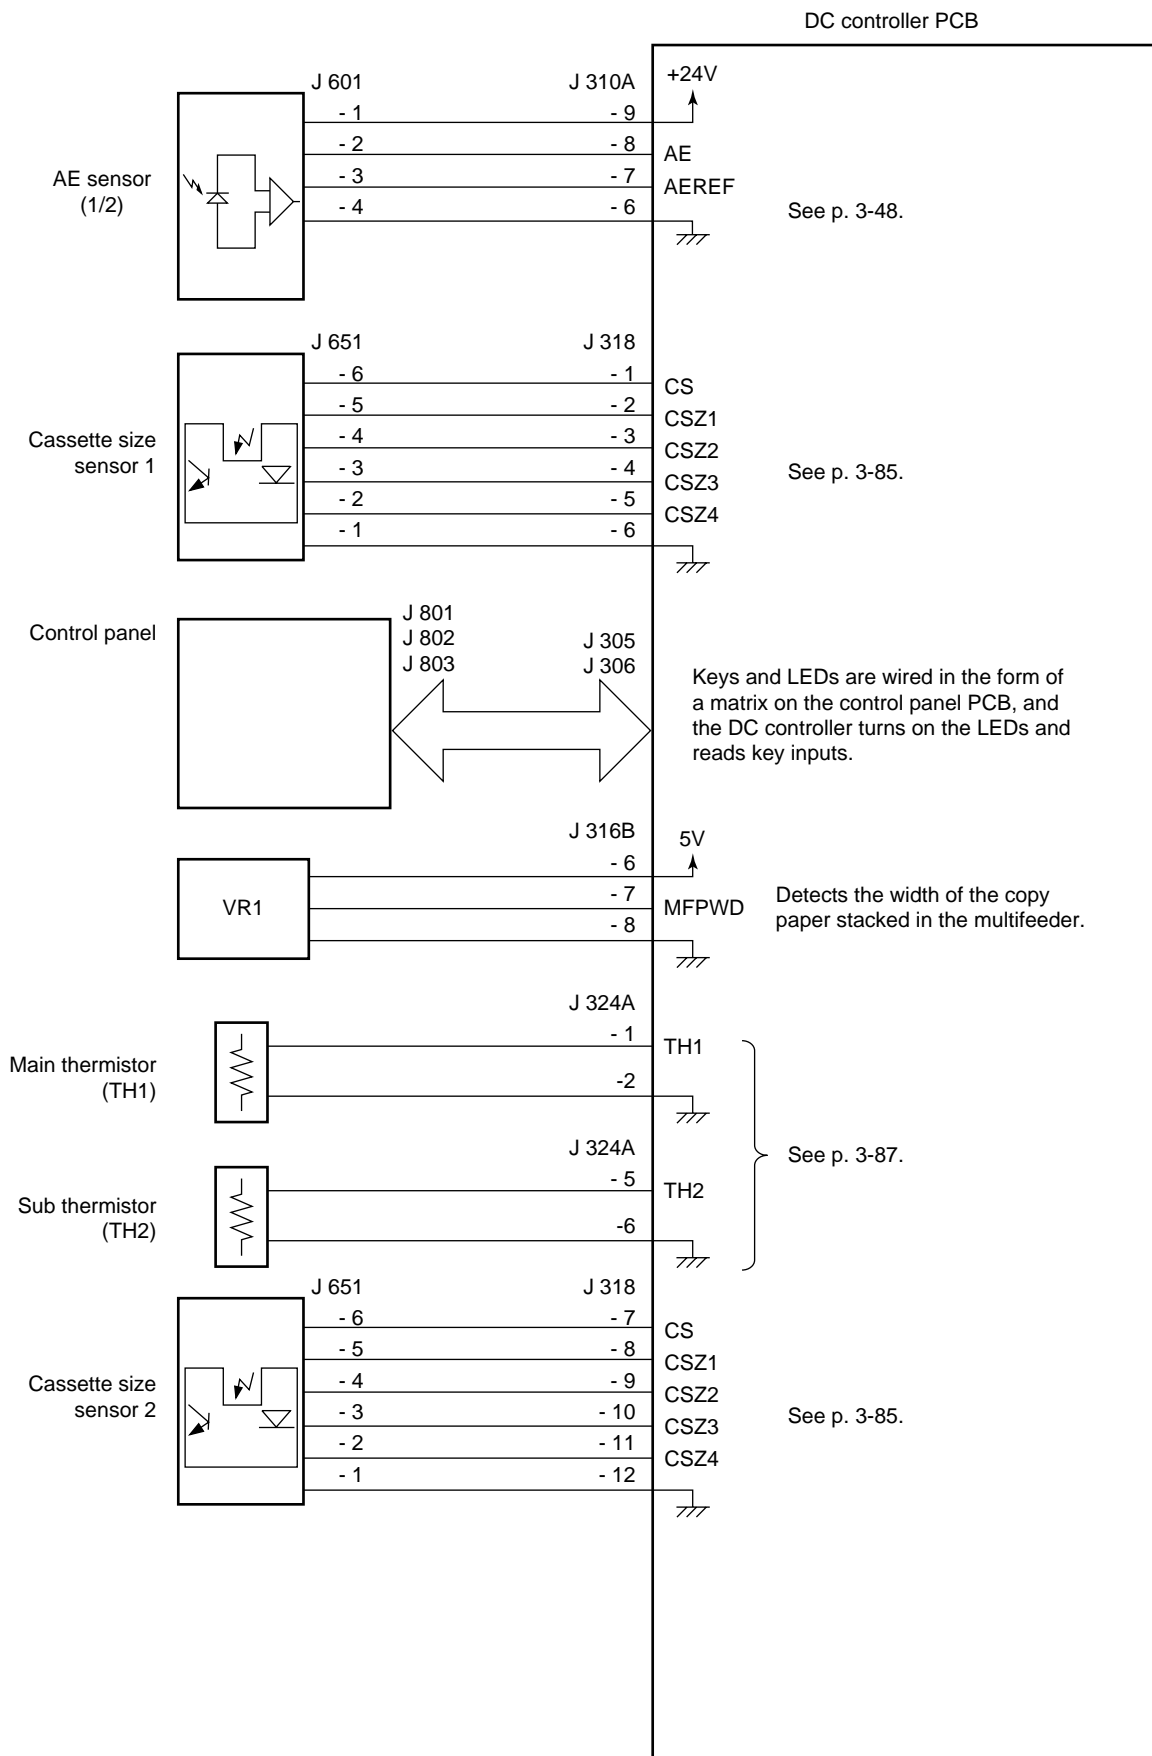 DC controller PCB
J 601
J 310A
+24V
- 1
- 9
- 2
- 8
AE
AE sensor
(1/2)
- 3
- 7
AEREF
- 4
- 6
See p. 3-48.
J 651
J 318
- 6
- 1
CS
- 5
- 2
CSZ1
Cassette size
sensor 1
- 4
- 3
CSZ2
- 3
- 4
CSZ3
See p. 3-85.
- 2
- 5
CSZ4
- 1
- 6
Control panel
J 801
J 802
J 803
J 305
J 306
Keys and LEDs are wired in the form of
a matrix on the control panel PCB, and
the DC controller turns on the LEDs and
reads key inputs.
J 316B
5V
- 6
VR1
- 7
MFPWD
- 8
Detects the width of the copy
paper stacked in the multifeeder.
J 324A
- 1
TH1
Main thermistor
(TH1)
-2
J 324A
See p. 3-87.
- 5
TH2
Sub thermistor
(TH2)
-6
J 651
J 318
- 6
- 7
CS
- 5
- 8
CSZ1
Cassette size
sensor 2
- 4
- 9
CSZ2
- 3
- 10
CSZ3
See p. 3-85.
- 2
- 11
CSZ4
- 1
- 12